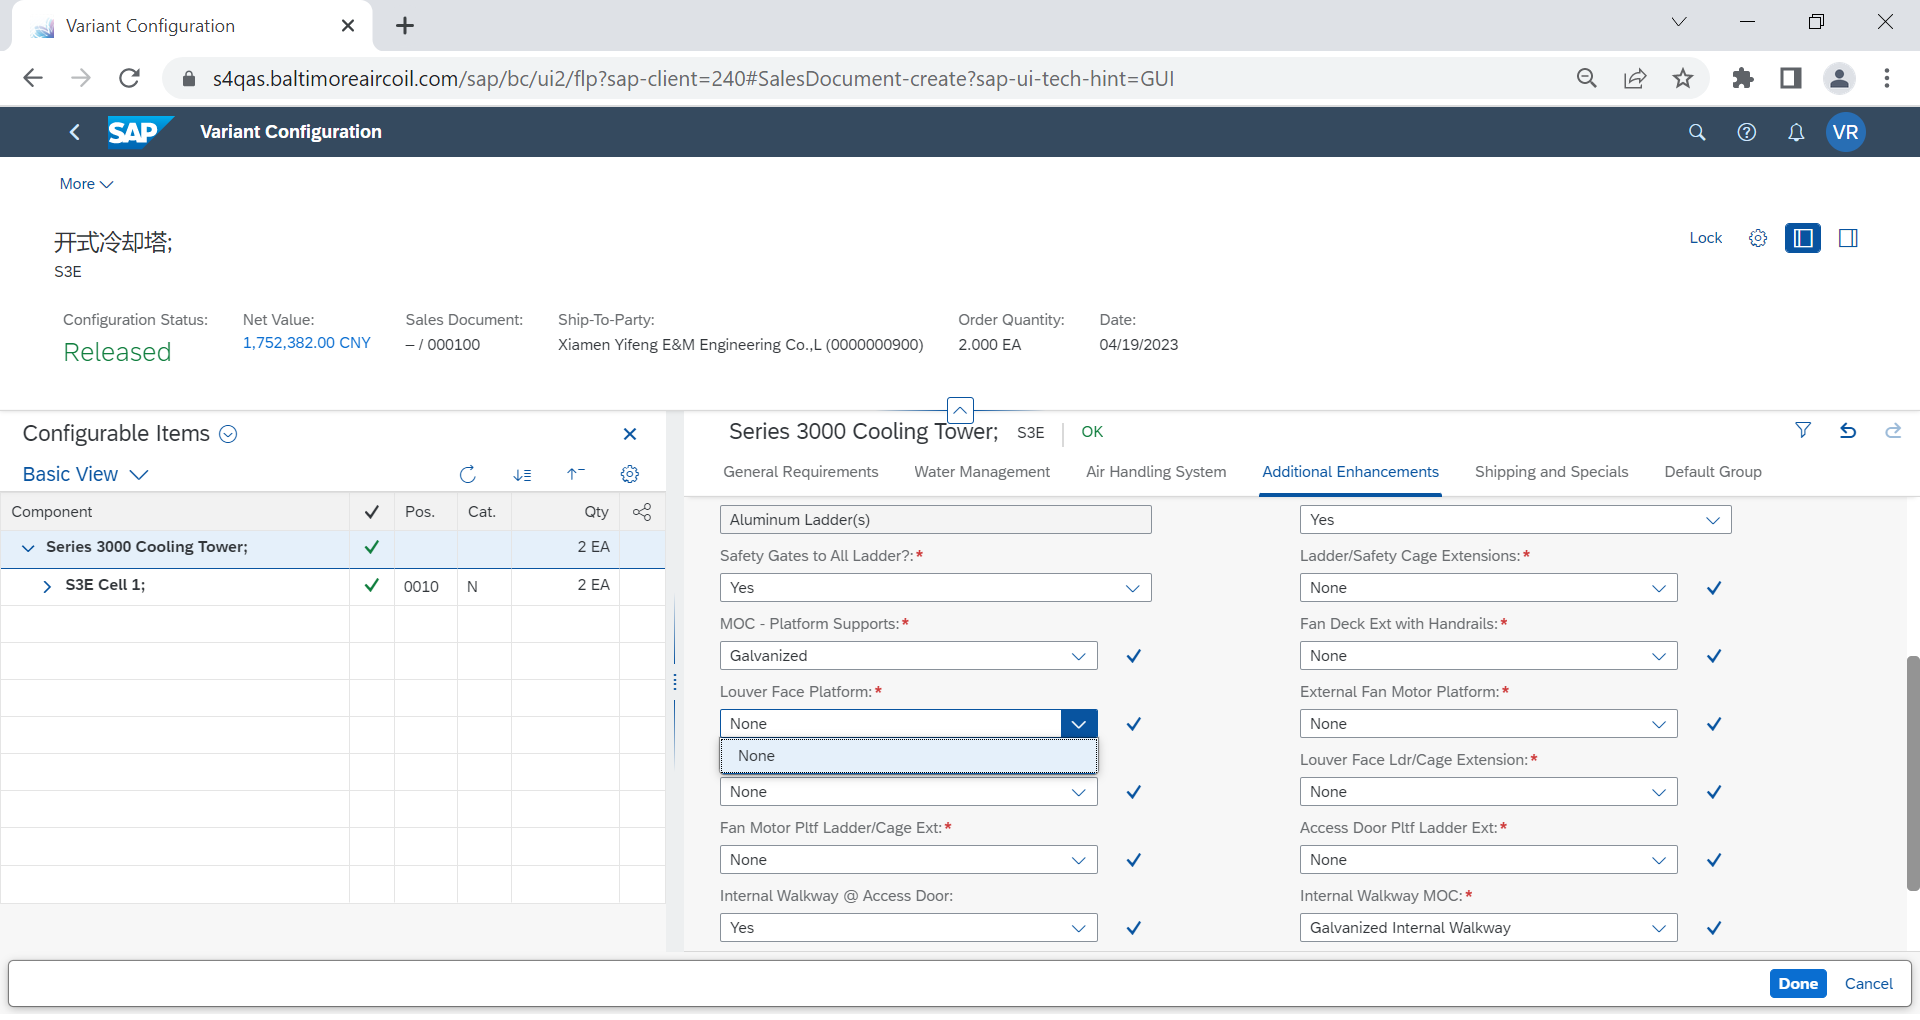 Variant Configuration
s4qas.baltimoreaircoil.com/sap/bc/ui2/flp?sap-client=240#SalesDocument-create?sap-ui-tech-hint=GUI
SAP
Variant Configuration
VR
More
开式冷却塔;
S3E
Lock
Configuration Status:
Released
Net Value:
1,752,382.00 CNY
Sales Document:
– / 000100
Ship-To-Party:
Xiamen Yifeng E&M Engineering Co.,L (0000000900)
Order Quantity:
2.000 EA
Date:
04/19/2023
Configurable Items
Basic View
Component Pos. Cat. Qty
Series 3000 Cooling Tower; 2 EA
S3E Cell 1; 0010 N 2 EA
Series 3000 Cooling Tower; S3E OK
General Requirements Water Management Air Handling System Additional Enhancements Shipping and Specials Default Group
Aluminum Ladder(s)
Yes
Safety Gates to All Ladder?:*
Yes
Ladder/Safety Cage Extensions:*
None
MOC - Platform Supports:*
Galvanized
Fan Deck Ext with Handrails:*
None
Louver Face Platform:*
None
None
External Fan Motor Platform:*
None
None
Louver Face Ldr/Cage Extension:*
None
Fan Motor Pltf Ladder/Cage Ext:*
None
Access Door Pltf Ladder Ext:*
None
Internal Walkway @ Access Door:
Yes
Internal Walkway MOC:*
Galvanized Internal Walkway
Done
Cancel